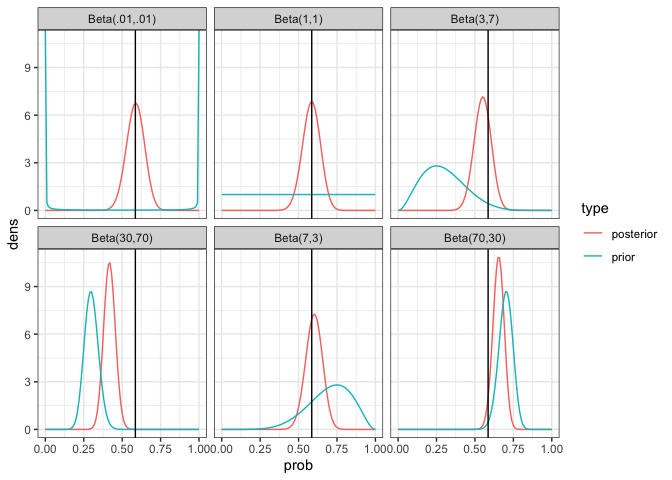 Beta(.01,.01) Beta(1,1) Beta(3,7)
9
6
3
0
Beta(30,70) Beta(7,3) Beta(70,30)
9
6
3
0
dens
0.00 0.25 0.50 0.75 1.00 0.00 0.25 0.50 0.75 1.00 0.00 0.25 0.50 0.75 1.00
prob
type
posterior
prior